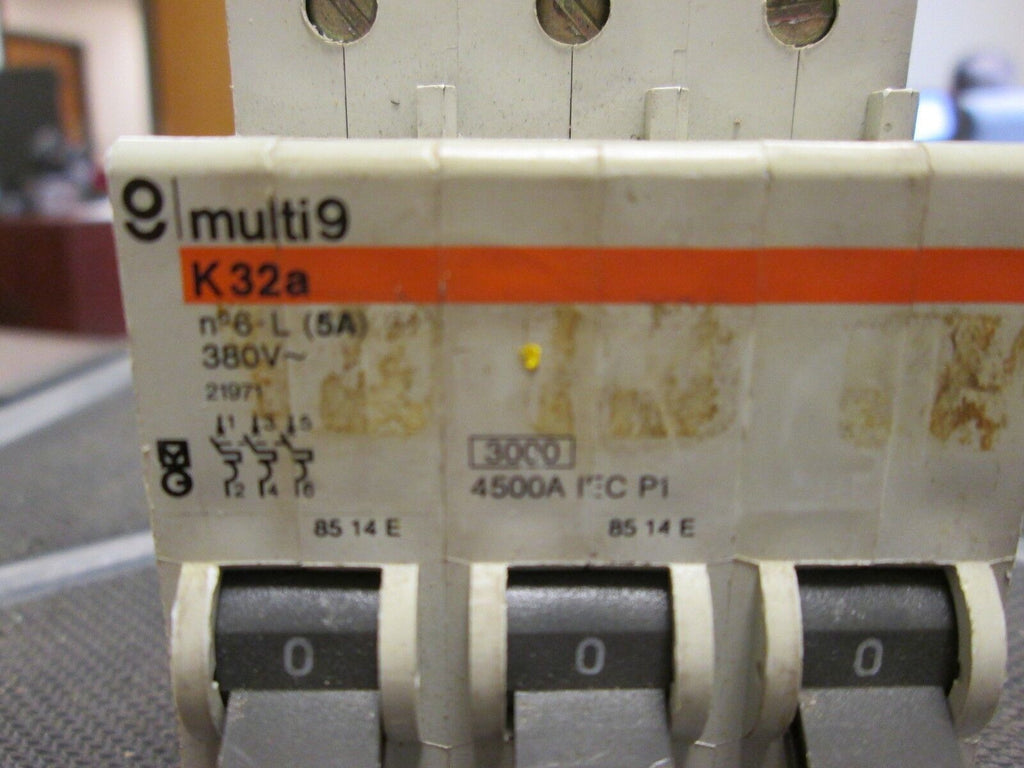 multi9
K32a
n°6-L (5A)
380V~
21971
1 3 5
2 4 6
3000
4500A IEC P1
85 14 E
85 14 E
0
0
0